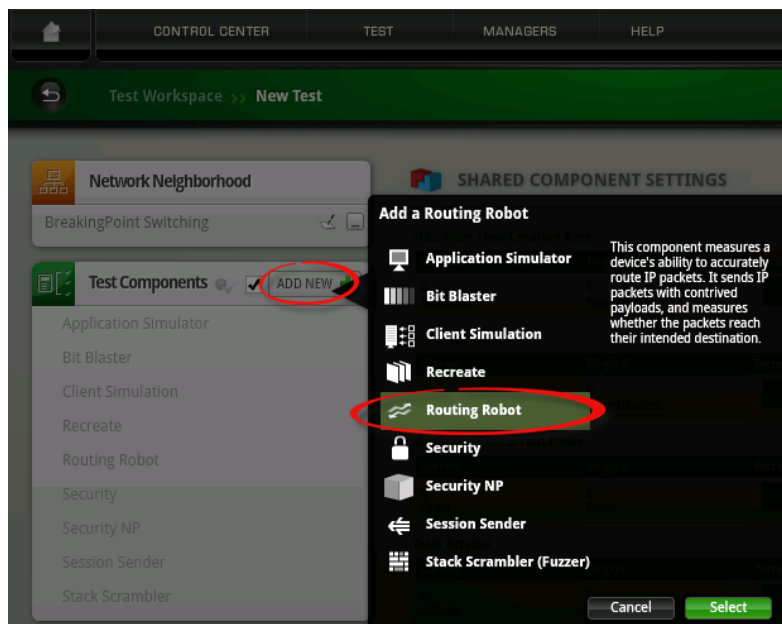 CONTROL CENTER TEST MANAGERS HELP
Test Workspace >> New Test
Network Neighborhood
BreakingPoint Switching
Test Components ADD NEW
Application Simulator
Bit Blaster
Client Simulation
Recreate
Routing Robot
Security
Security NP
Session Sender
Stack Scrambler
SHARED COMPONENT SETTINGS
Add a Routing Robot
Application Simulator
Bit Blaster
Client Simulation
Recreate
Routing Robot
Security
Security NP
Session Sender
Stack Scrambler (Fuzzer)
This component measures a
device's ability to accurately
route IP packets. It sends IP
packets with contrived
payloads, and measures
whether the packets reach
their intended destination.
Cancel Select